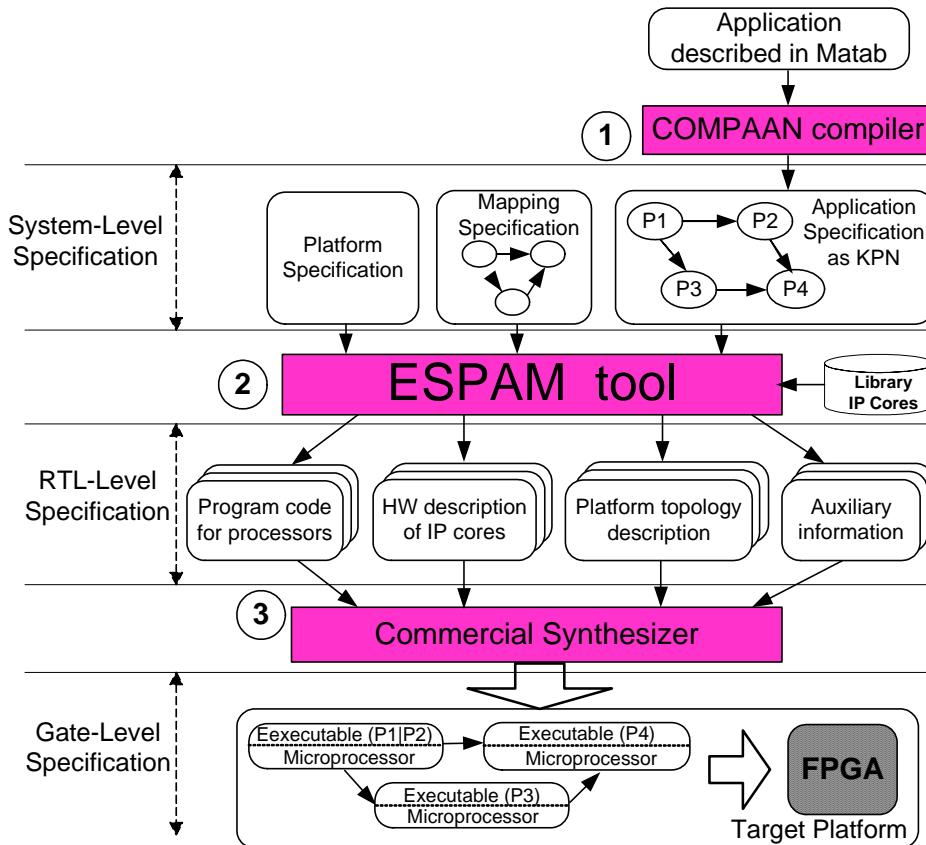 Application
described in Matab
1
COMPAAN compiler
System-Level
Specification
Platform
Specification
Mapping
Specification
P1
P2
P3
P4
Application
Specification
as KPN
2
ESPAM tool
Library
IP Cores
RTL-Level
Specification
Program code
for processors
HW description
of IP cores
Platform topology
description
Auxiliary
information
3
Commercial Synthesizer
Gate-Level
Specification
Eexecutable (P1|P2)
Microprocessor
Executable (P4)
Microprocessor
Executable (P3)
Microprocessor
FPGA
Target Platform